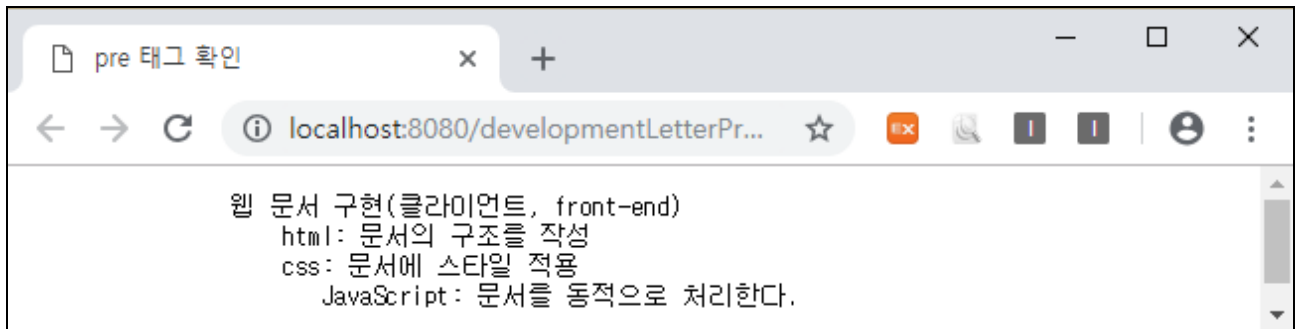 pre 태그 확인
localhost:8080/developmentLetterPr...
웹 문서 구현(클라이언트, front-end)
html: 문서의 구조를 작성
css: 문서에 스타일 적용
JavaScript: 문서를 동적으로 처리한다.